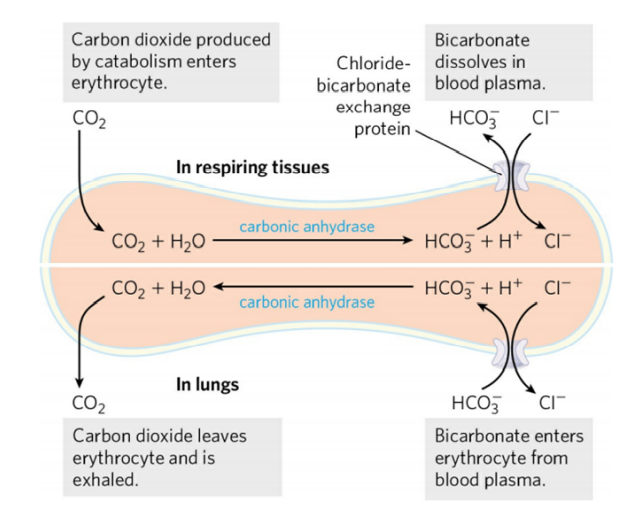 Carbon dioxide produced
by catabolism enters
erythrocyte.
Chloride-
bicarbonate
exchange
protein
Bicarbonate
dissolves in
blood plasma.
CO₂
HCO₃⁻ Cl⁻
In respiring tissues
CO₂ + H₂O carbonic anhydrase HCO₃⁻ + H⁺ Cl⁻
CO₂ + H₂O carbonic anhydrase HCO₃⁻ + H⁺ Cl⁻
In lungs
CO₂
HCO₃⁻ Cl⁻
Carbon dioxide leaves
erythrocyte and is
exhaled.
Bicarbonate enters
erythrocyte from
blood plasma.